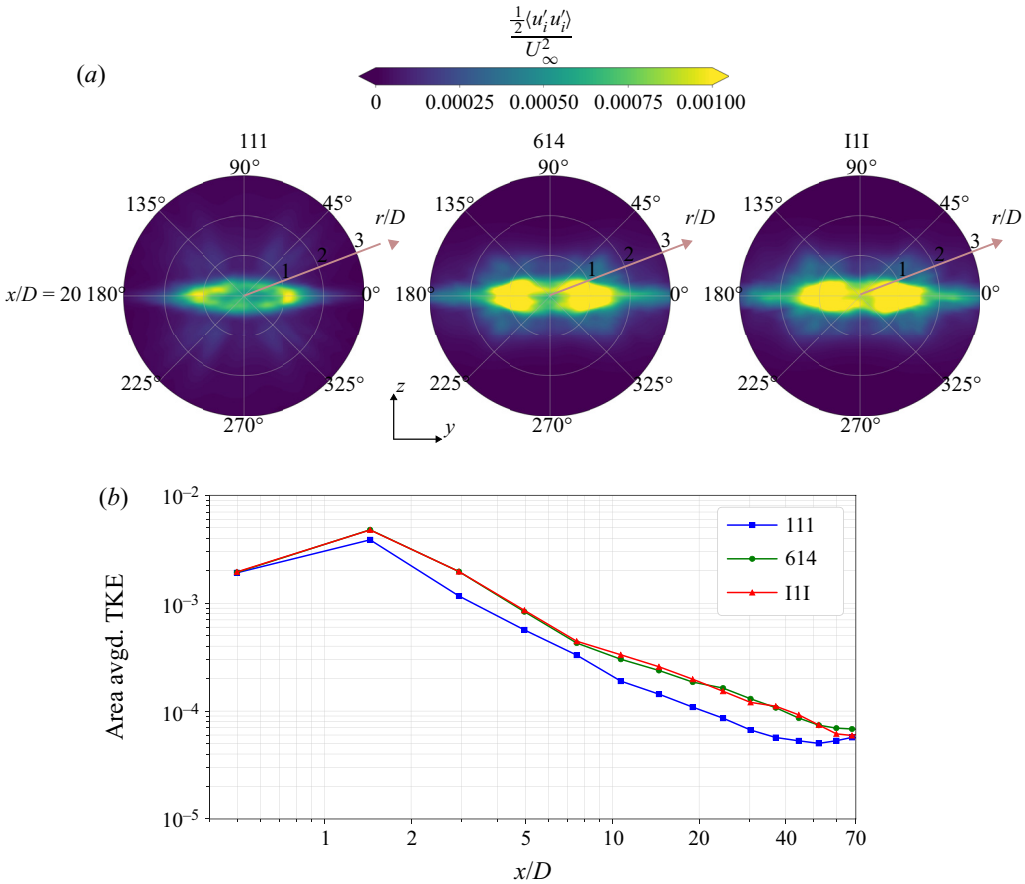 ½⟨u′ᵢ u′ᵢ⟩
U²∞
(a)
0 0.00025 0.00050 0.00075 0.00100
111 614 I1I
90° 90° 90°
135° 45° 135° 45° 135° 45°
r/D r/D r/D
3 3 3
2 2 2
1 1 1
x/D = 20 180° 0° 180° 0° 180° 0°
225° 325° 225° 325° 225° 325°
270° 270° 270°
z
y
(b)
10⁻²
111
614
I1I
10⁻³
Area avgd. TKE
10⁻⁴
10⁻⁵
1 2 5 10 20 40 70
x/D